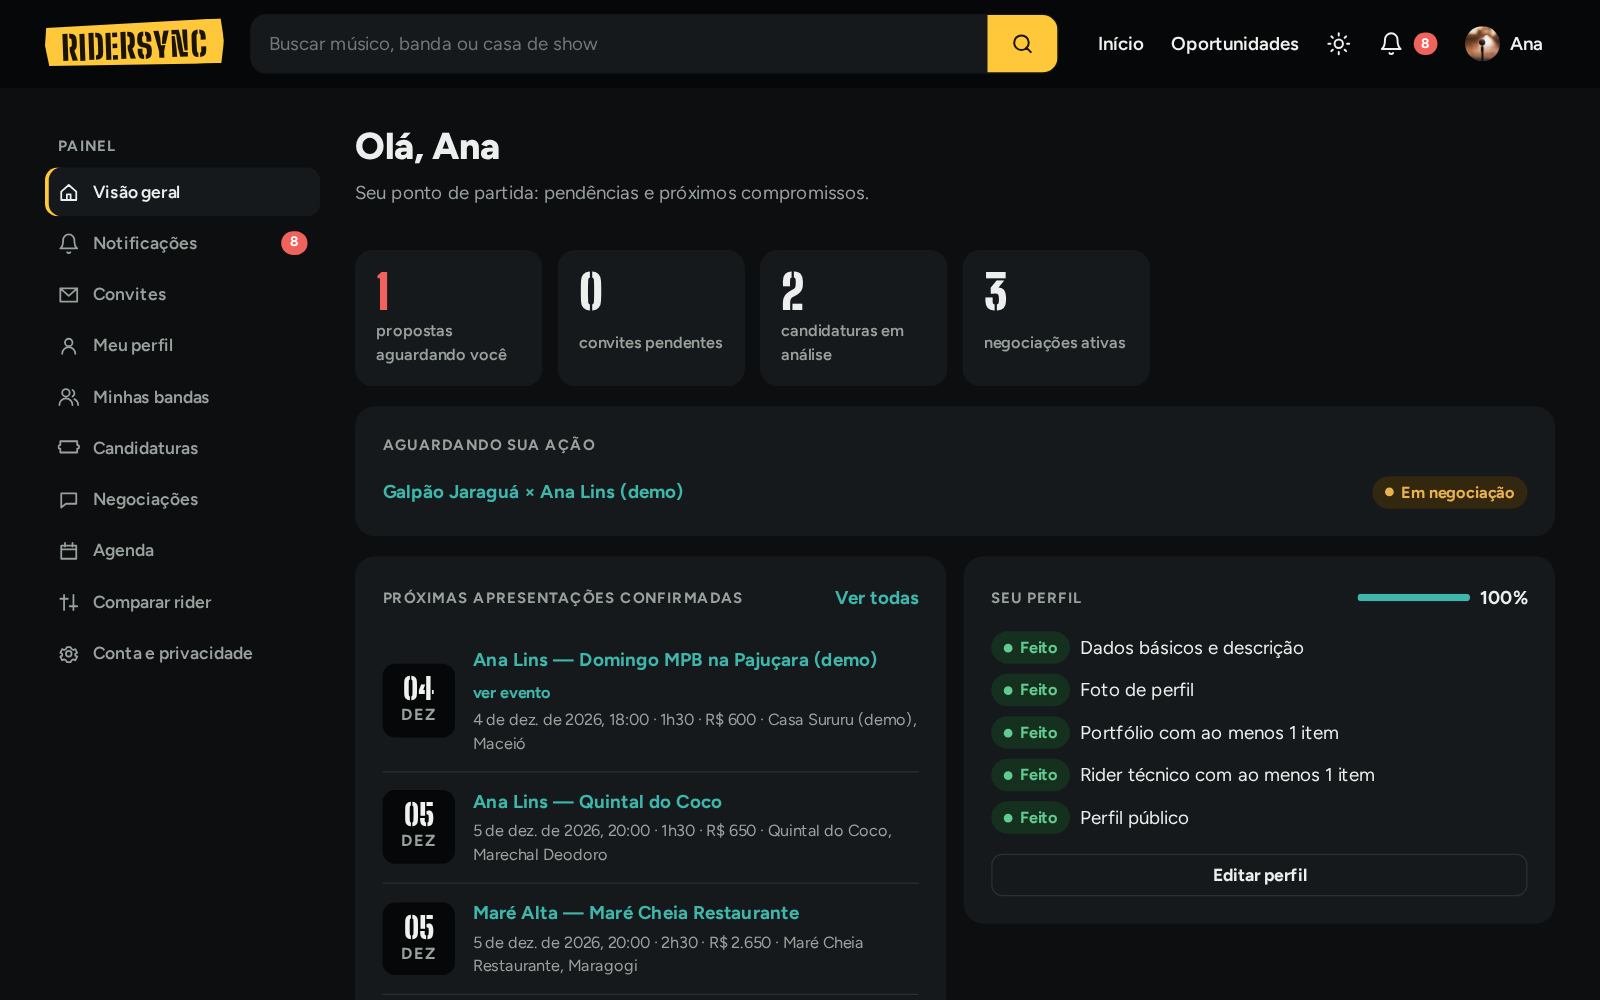 RIDERSYNC
Buscar músico, banda ou casa de show
Início
Oportunidades
8
Ana
PAINEL
Visão geral
Notificações
8
Convites
Meu perfil
Minhas bandas
Candidaturas
Negociações
Agenda
Comparar rider
Conta e privacidade
Olá, Ana
Seu ponto de partida: pendências e próximos compromissos.
1
propostas
aguardando você
0
convites pendentes
2
candidaturas em
análise
3
negociações ativas
AGUARDANDO SUA AÇÃO
Galpão Jaraguá × Ana Lins (demo)
Em negociação
PRÓXIMAS APRESENTAÇÕES CONFIRMADAS
Ver todas
04
DEZ
Ana Lins — Domingo MPB na Pajuçara (demo)
ver evento
4 de dez. de 2026, 18:00 · 1h30 · R$ 600 · Casa Sururu (demo),
Maceió
05
DEZ
Ana Lins — Quintal do Coco
5 de dez. de 2026, 20:00 · 1h30 · R$ 650 · Quintal do Coco,
Marechal Deodoro
05
DEZ
Maré Alta — Maré Cheia Restaurante
5 de dez. de 2026, 20:00 · 2h30 · R$ 2.650 · Maré Cheia
Restaurante, Maragogi
SEU PERFIL
100%
Feito
Dados básicos e descrição
Feito
Foto de perfil
Feito
Portfólio com ao menos 1 item
Feito
Rider técnico com ao menos 1 item
Feito
Perfil público
Editar perfil